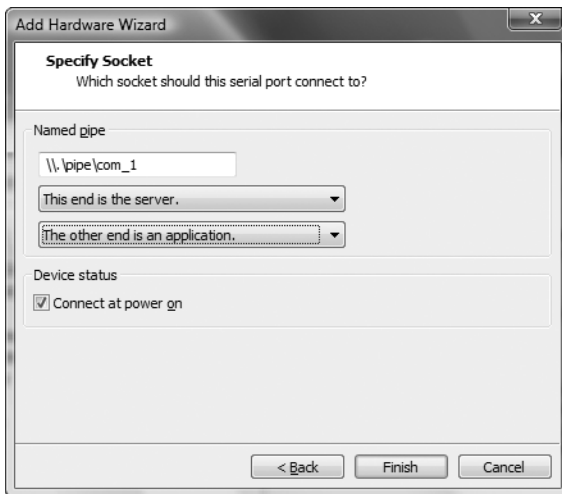 Add Hardware Wizard
Specify Socket
Which socket should this serial port connect to?
Named pipe
\\.\pipe\com_1
This end is the server.
The other end is an application.
Device status
Connect at power on
< Back
Finish
Cancel